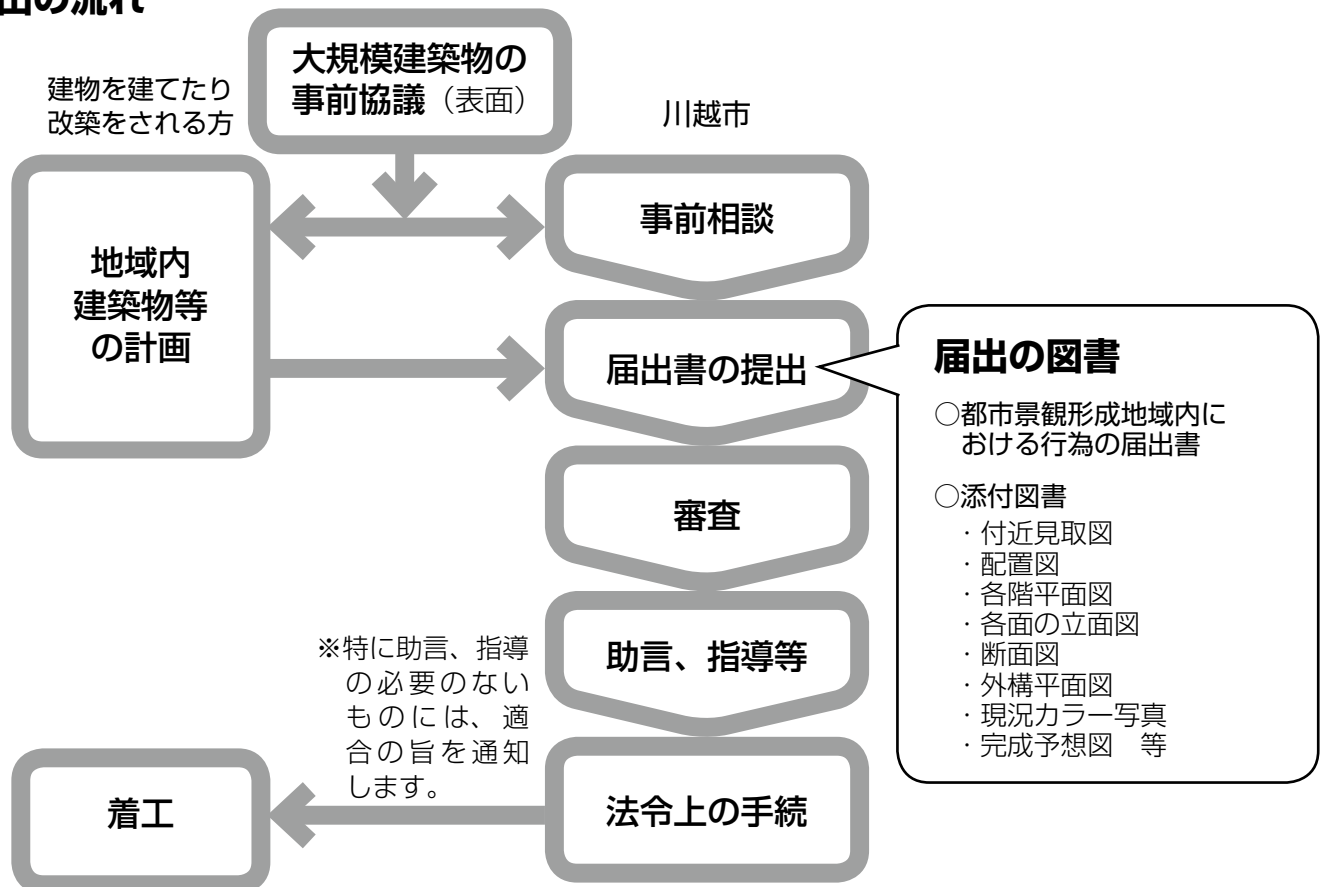 出の流れ
大規模建築物の
事前協議（表面）
建物を建てたり
改築をされる方
川越市
地域内
建築物等
の計画
事前相談
届出書の提出
審査
助言、指導等
法令上の手続
※特に助言、指導
の必要のない
ものには、適
合の旨を通知
します。
着工
届出の図書
○都市景観形成地域内に
おける行為の届出書
○添付図書
・付近見取図
・配置図
・各階平面図
・各面の立面図
・断面図
・外構平面図
・現況カラー写真
・完成予想図　等